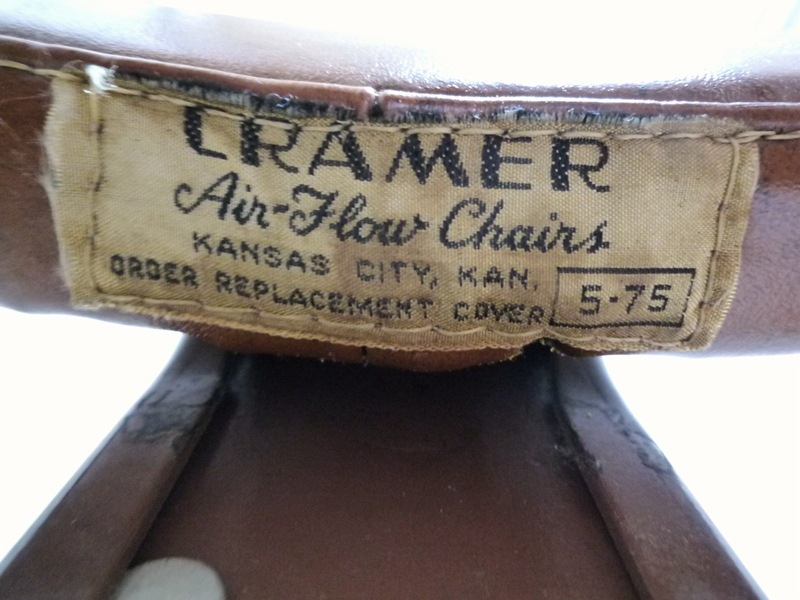 CRAMER
Air-Flow Chairs
KANSAS CITY, KAN.
ORDER REPLACEMENT COVER 5-75